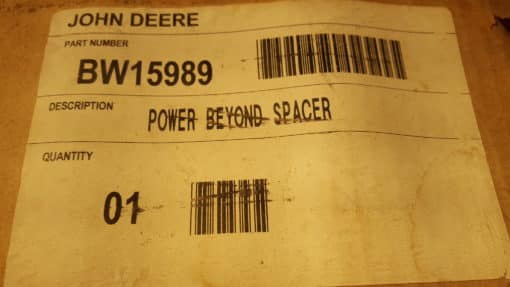 JOHN DEERE
PART NUMBER
BW15989
DESCRIPTION
POWER BEYOND SPACER
QUANTITY
01